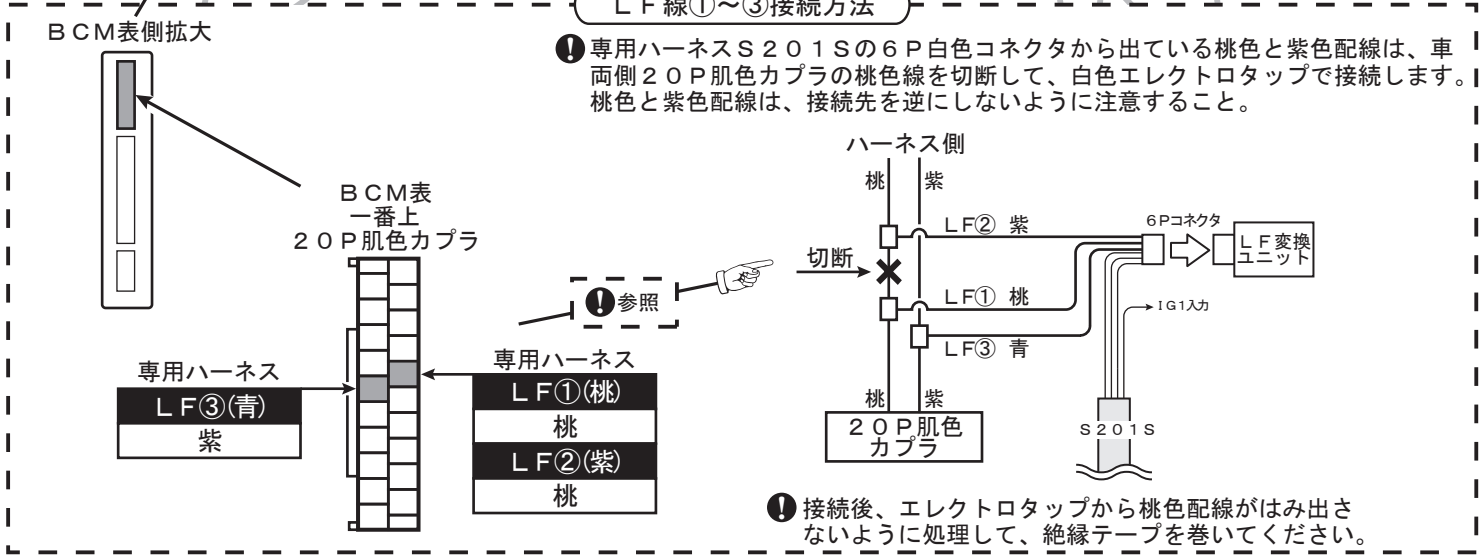 LF線①～③接続方法
BCM表側拡大
専用ハーネスS201Sの6P白色コネクタから出ている桃色と紫色配線は、車
両側20P肌色カプラの桃色線を切断して、白色エレクトロタップで接続します。
桃色と紫色配線は、接続先を逆にしないように注意すること。
BCM表
一番上
20P肌色カプラ
専用ハーネス
LF③(青)
紫
専用ハーネス
LF①(桃)
桃
LF②(紫)
桃
参照
ハーネス側
桃
紫
LF② 紫
切断
LF① 桃
LF③ 青
6Pコネクタ
LF変換
ユニット
IG1入力
桃
紫
20P肌色
カプラ
S201S
接続後、エレクトロタップから桃色配線がはみ出さ
ないように処理して、絶縁テープを巻いてください。